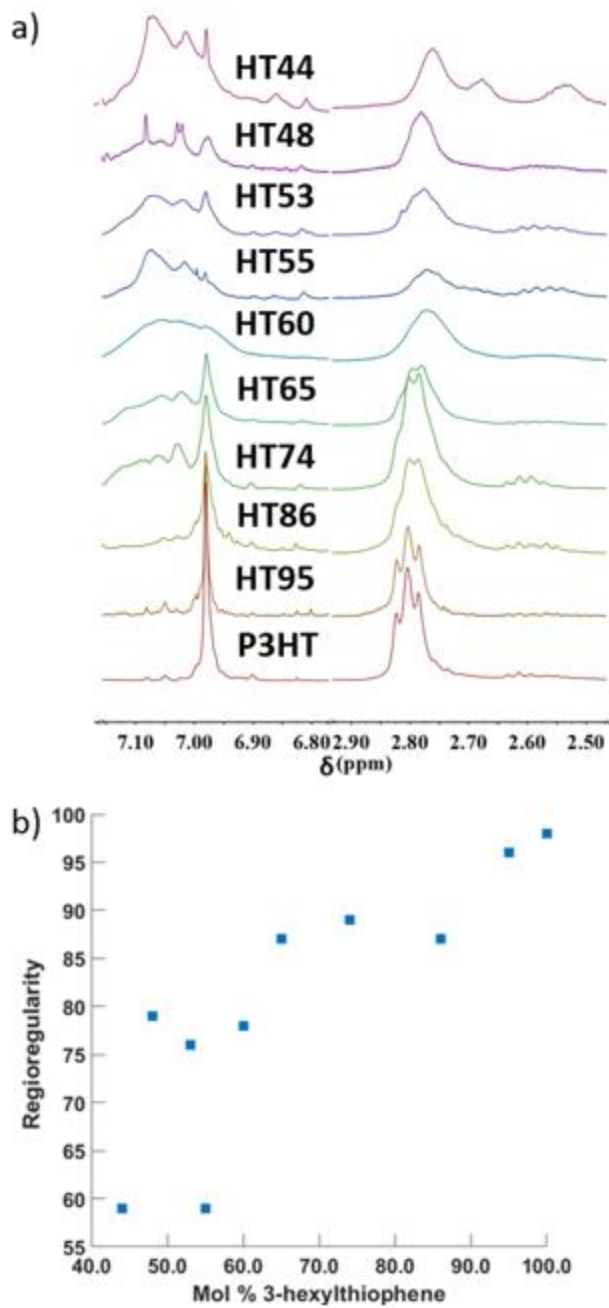 a)
HT44
HT48
HT53
HT55
HT60
HT65
HT74
HT86
HT95
P3HT
7.10 7.00 6.90 6.80 2.90 2.80 2.70 2.60 2.50
δ (ppm)
b)
100
95
90
85
80
75
70
65
60
55
Regioregularity
40.0 50.0 60.0 70.0 80.0 90.0 100.0
Mol % 3-hexylthiophene